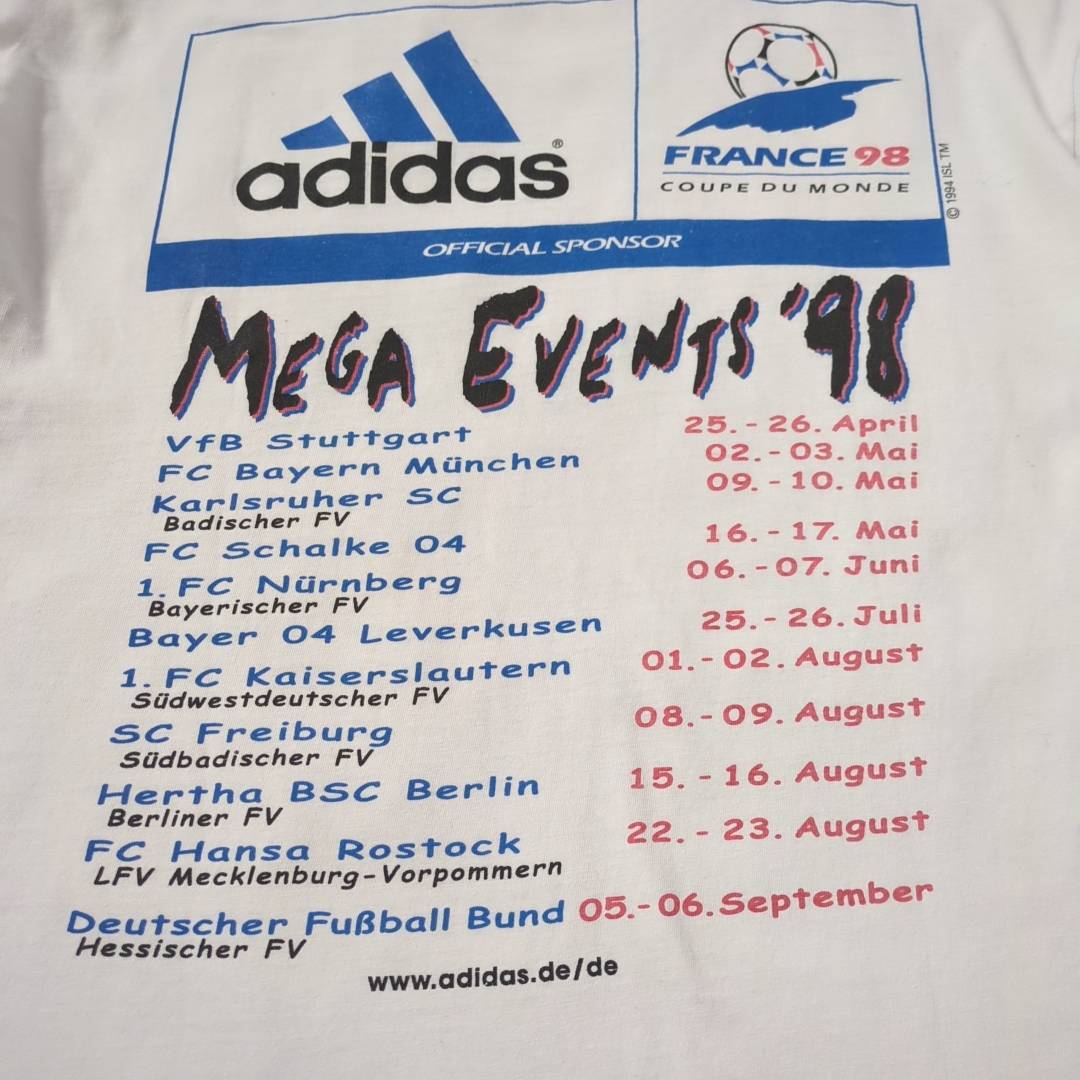 adidas®
FRANCE 98
COUPE DU MONDE
© 1994 ISL TM
OFFICIAL SPONSOR
MEGA EVENTS '98
VfB Stuttgart 25. - 26. April
FC Bayern München 02. - 03. Mai
Karlsruher SC 09. - 10. Mai
Badischer FV
FC Schalke 04 16. - 17. Mai
1. FC Nürnberg 06. - 07. Juni
Bayerischer FV
Bayer 04 Leverkusen 25. - 26. Juli
1. FC Kaiserslautern 01. - 02. August
Südwestdeutscher FV
SC Freiburg 08. - 09. August
Südbadischer FV
Hertha BSC Berlin 15. - 16. August
Berliner FV
FC Hansa Rostock 22. - 23. August
LFV Mecklenburg-Vorpommern
Deutscher Fußball Bund 05. - 06. September
Hessischer FV
www.adidas.de/de